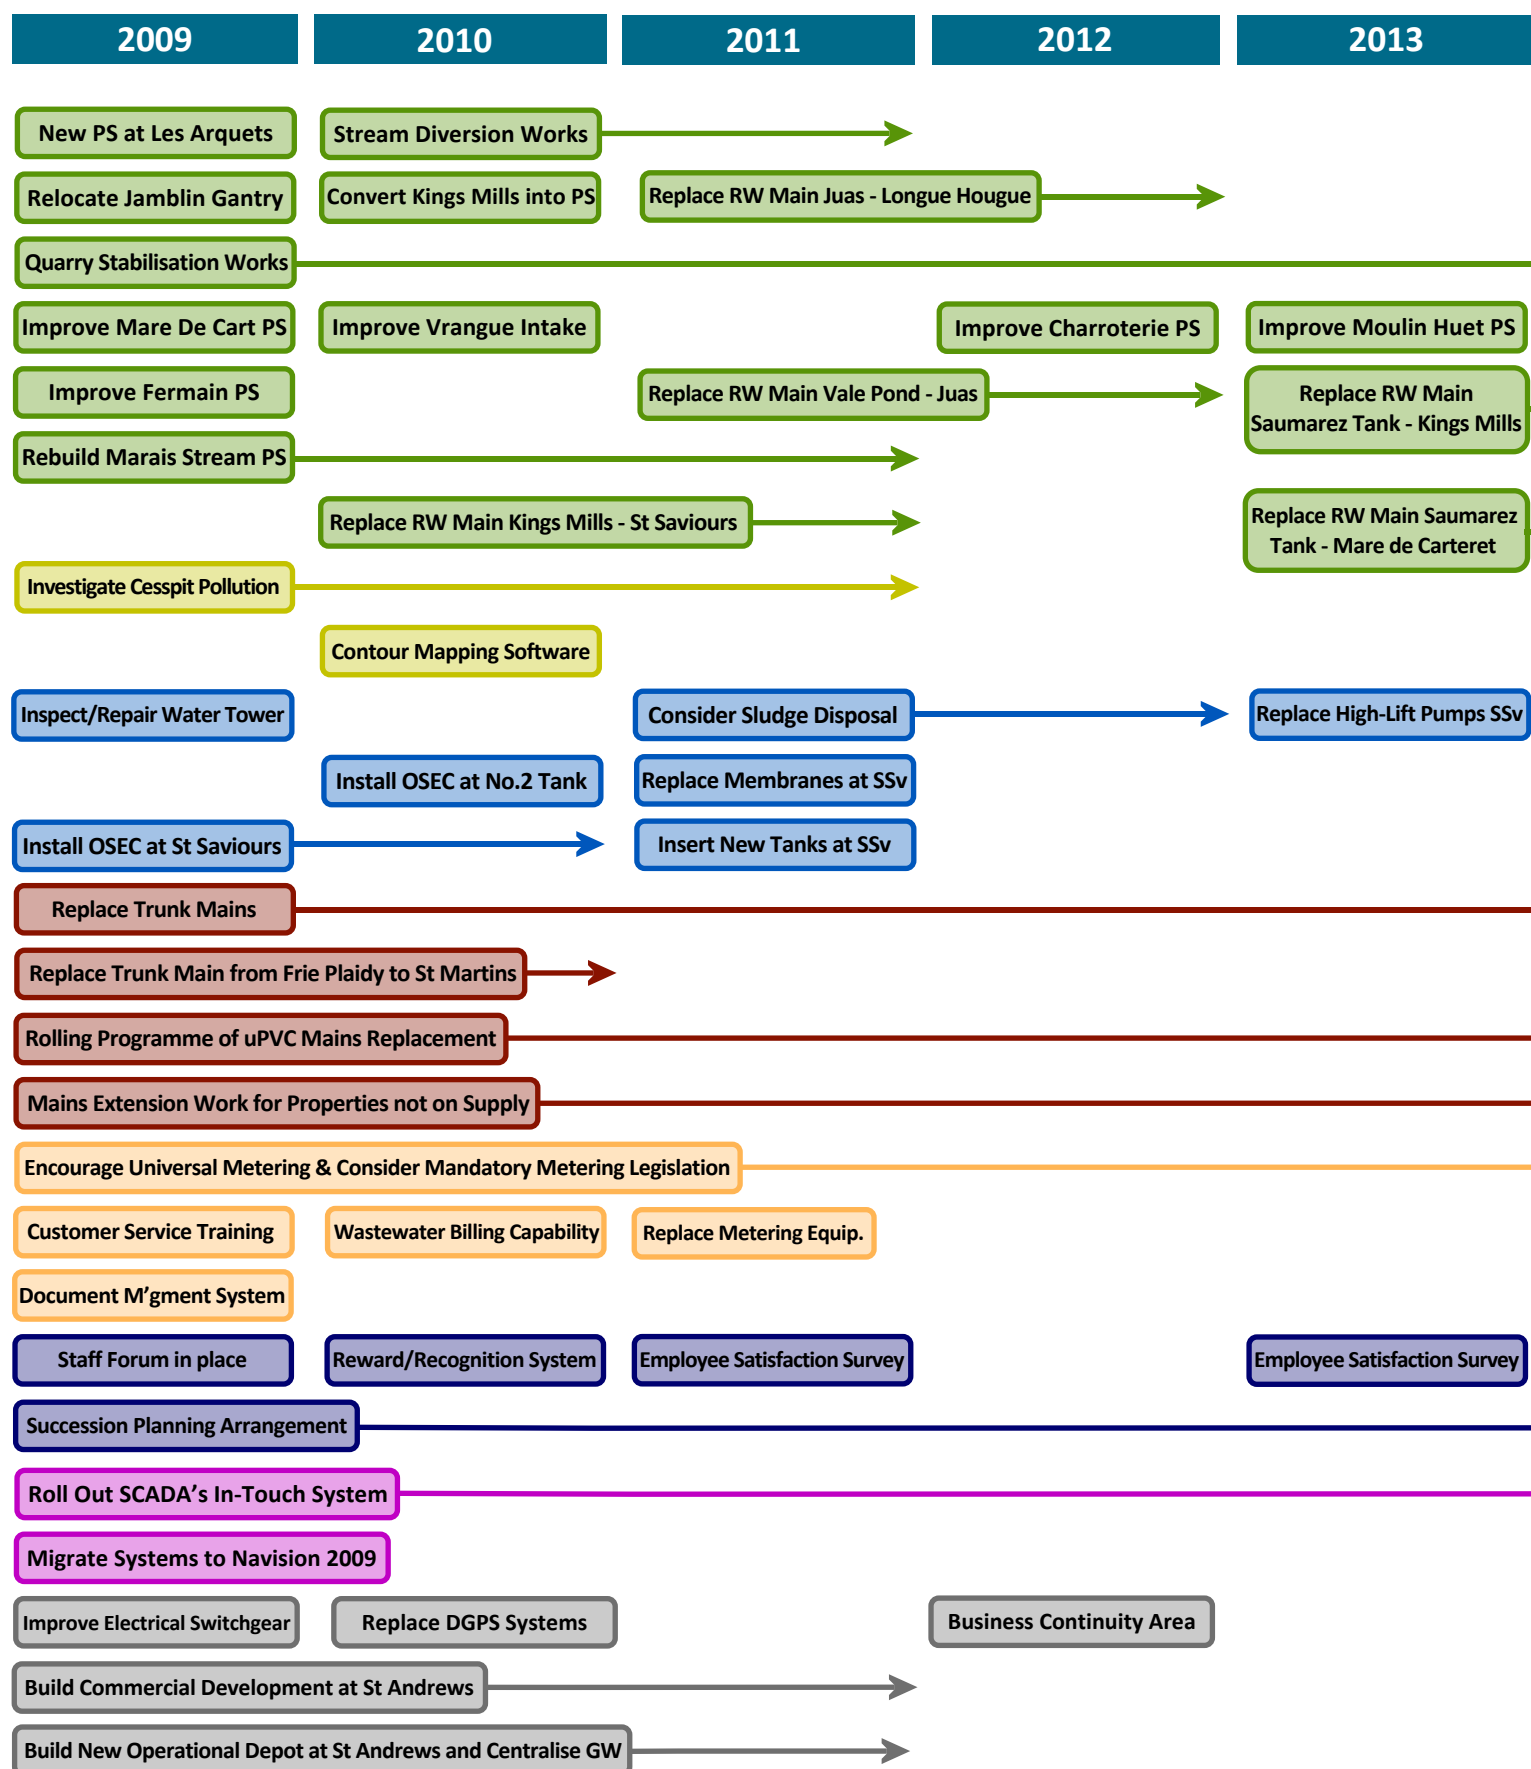 2009 2010 2011 2012 2013
New PS at Les Arquets
Stream Diversion Works
Relocate Jamblin Gantry
Convert Kings Mills into PS
Replace RW Main Juas - Longue Hougue
Quarry Stabilisation Works
Improve Mare De Cart PS
Improve Vrangue Intake
Improve Charroterie PS
Improve Moulin Huet PS
Improve Fermain PS
Replace RW Main Vale Pond - Juas
Replace RW Main
Saumarez Tank - Kings Mills
Rebuild Marais Stream PS
Replace RW Main Kings Mills - St Saviours
Replace RW Main Saumarez
Tank - Mare de Carteret
Investigate Cesspit Pollution
Contour Mapping Software
Inspect/Repair Water Tower
Consider Sludge Disposal
Replace High-Lift Pumps SSv
Install OSEC at No.2 Tank
Replace Membranes at SSv
Install OSEC at St Saviours
Insert New Tanks at SSv
Replace Trunk Mains
Replace Trunk Main from Frie Plaidy to St Martins
Rolling Programme of uPVC Mains Replacement
Mains Extension Work for Properties not on Supply
Encourage Universal Metering & Consider Mandatory Metering Legislation
Customer Service Training
Wastewater Billing Capability
Replace Metering Equip.
Document M'gment System
Staff Forum in place
Reward/Recognition System
Employee Satisfaction Survey
Employee Satisfaction Survey
Succession Planning Arrangement
Roll Out SCADA's In-Touch System
Migrate Systems to Navision 2009
Improve Electrical Switchgear
Replace DGPS Systems
Business Continuity Area
Build Commercial Development at St Andrews
Build New Operational Depot at St Andrews and Centralise GW